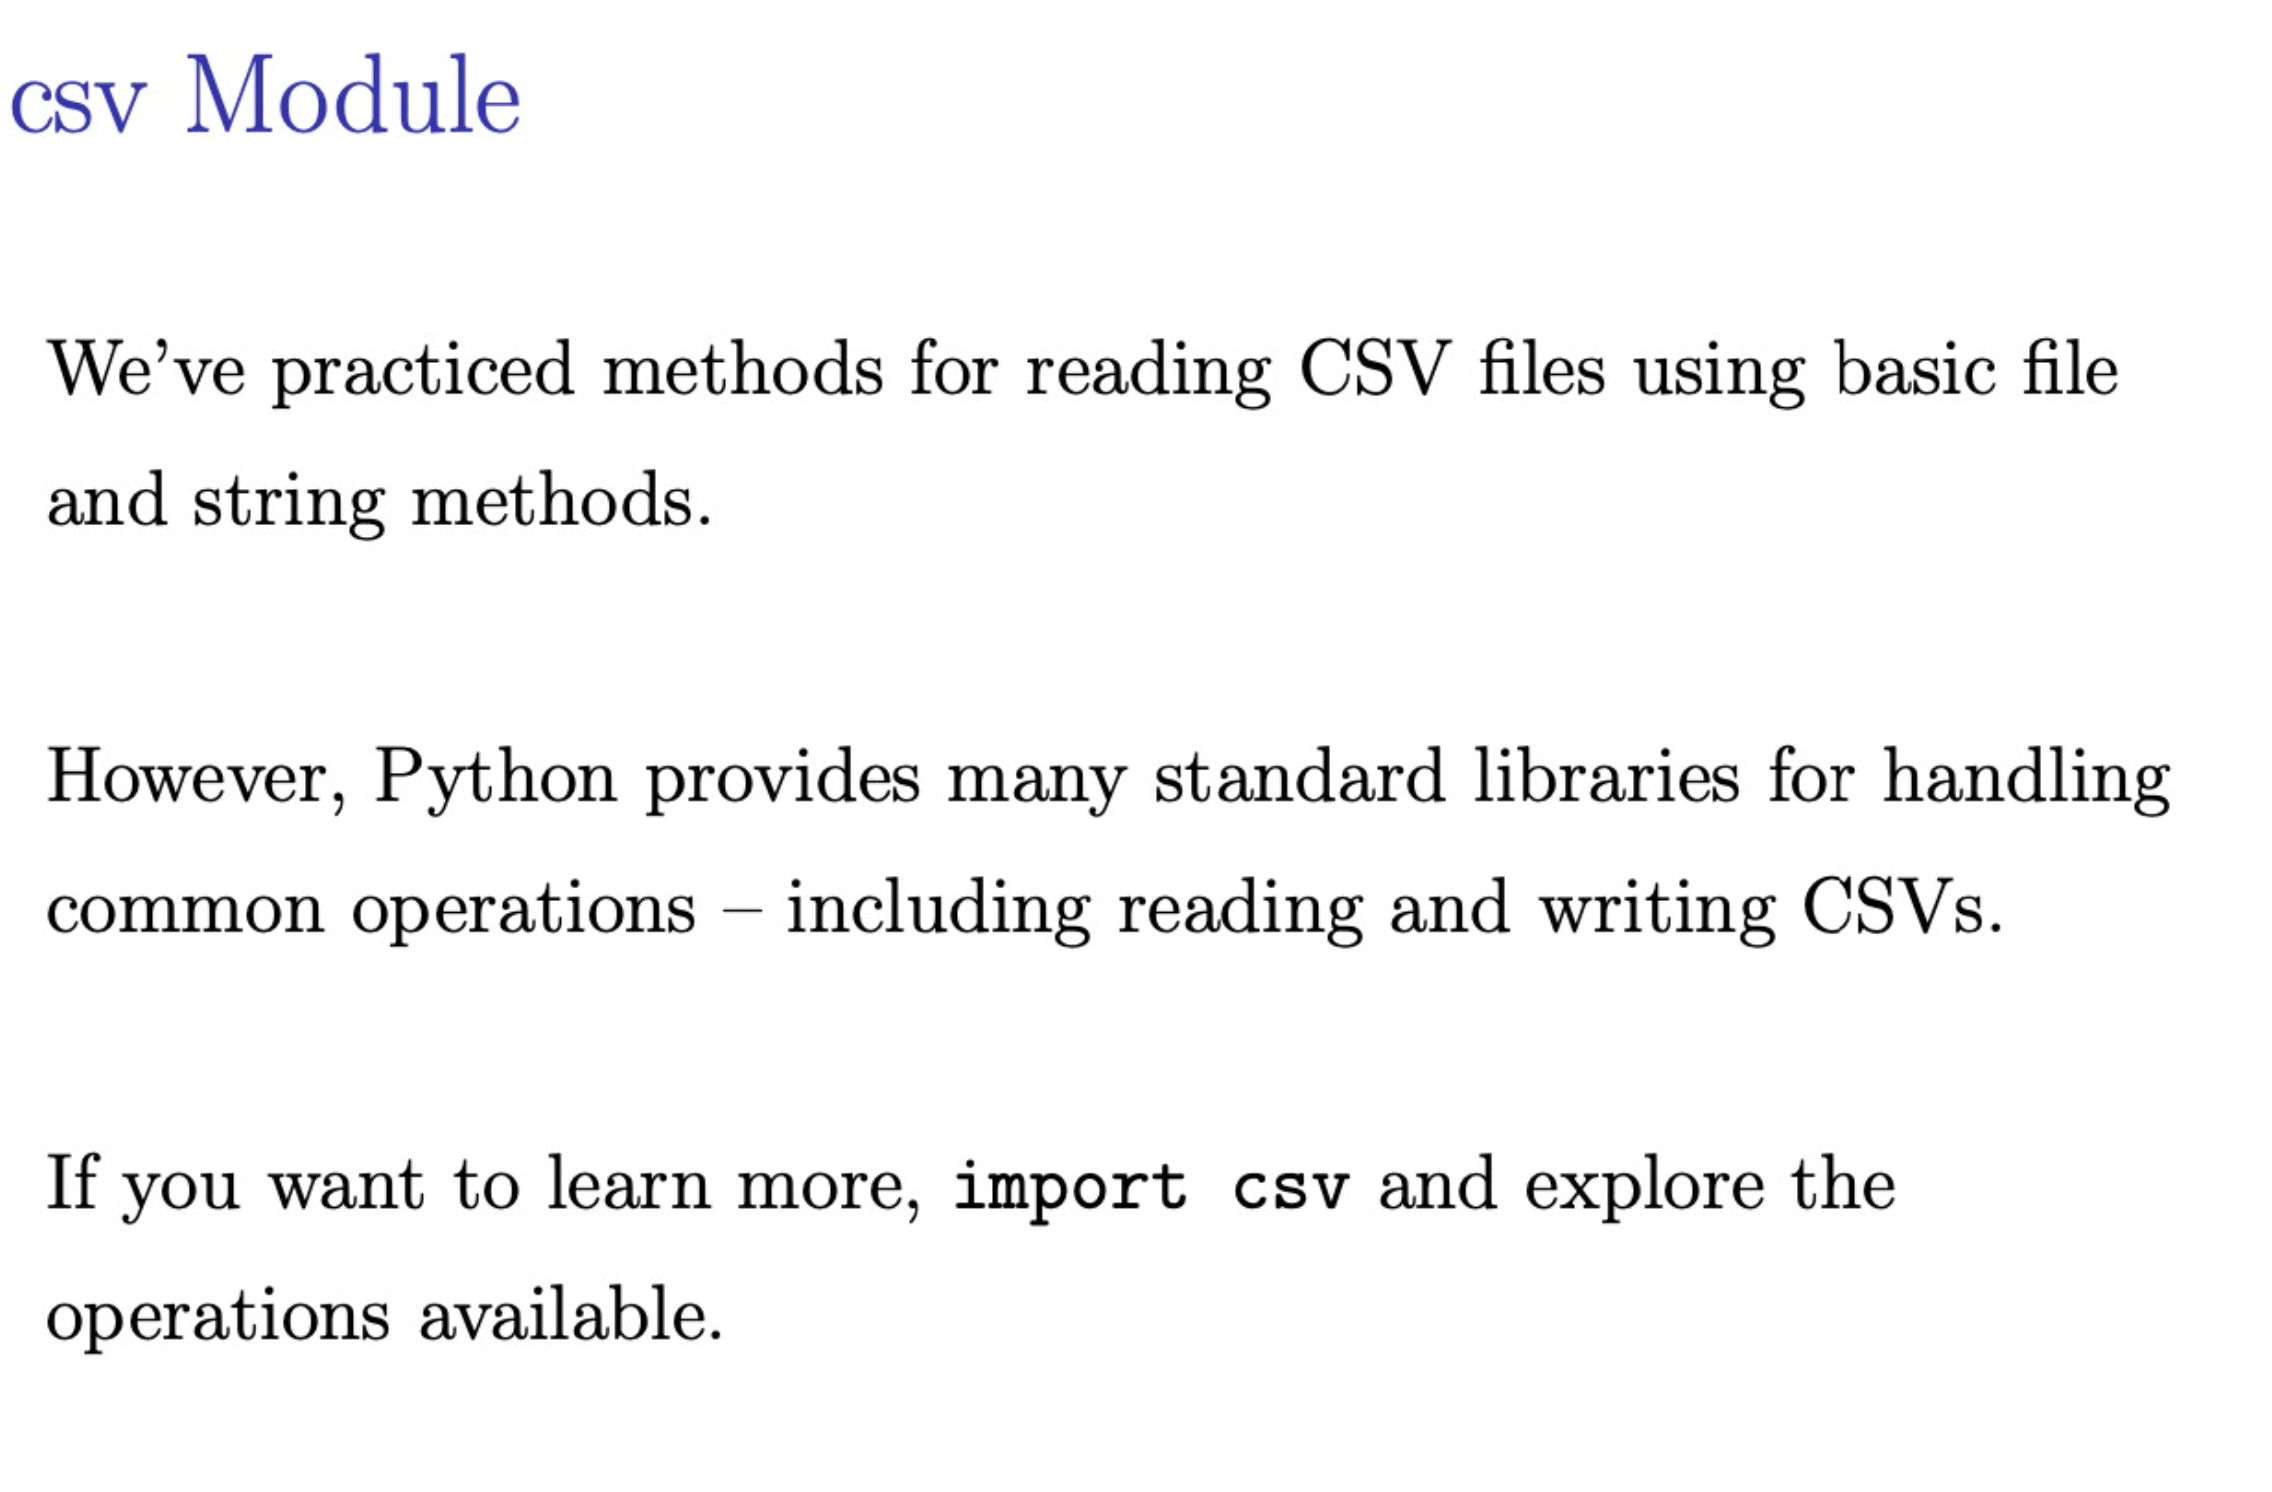 csv Module
We've practiced methods for reading CSV files using basic file
and string methods.
However, Python provides many standard libraries for handling
common operations – including reading and writing CSVs.
If you want to learn more, import csv and explore the
operations available.